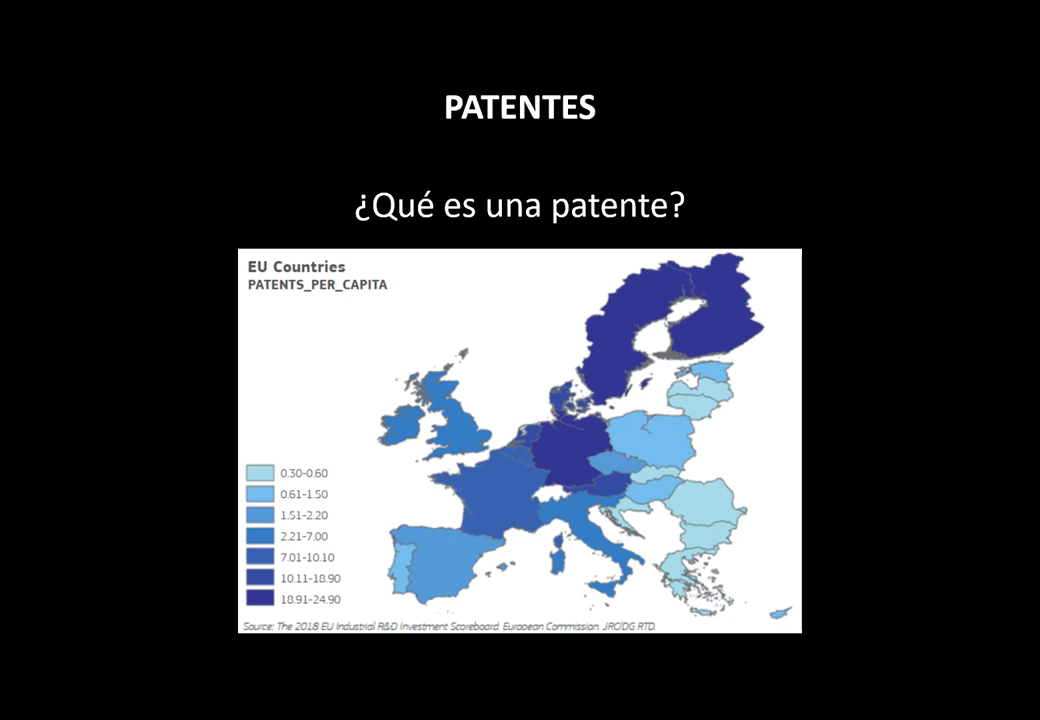 PATENTES
¿Qué es una patente?
EU Countries
PATENTS_PER_CAPITA
0.30-0.60
0.61-1.50
1.51-2.20
2.21-7.00
7.01-10.10
10.11-18.90
18.91-24.90
Source: The 2018 EU Industrial R&D Investment Scoreboard. European Commission. JRC/DG RTD.